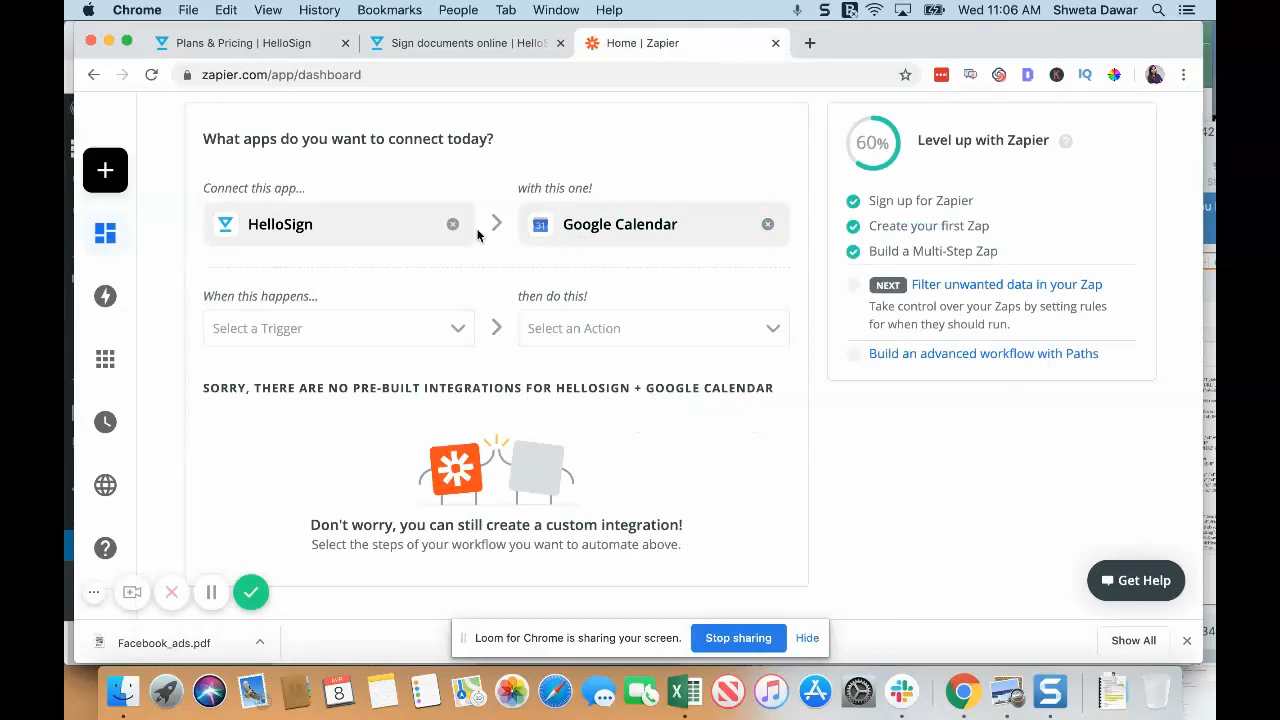 Chrome File Edit View History Bookmarks People Tab Window Help Wed 11:06 AM Shweta Dawar
Plans & Pricing | HelloSign
Sign documents online | Hello
Home | Zapier
zapier.com/app/dashboard
What apps do you want to connect today?
Connect this app...
with this one!
HelloSign
31
Google Calendar
When this happens...
then do this!
Select a Trigger
Select an Action
SORRY, THERE ARE NO PRE-BUILT INTEGRATIONS FOR HELLOSIGN + GOOGLE CALENDAR
Don't worry, you can still create a custom integration!
Select the steps of your workflow you want to automate above.
60%
Level up with Zapier
Sign up for Zapier
Create your first Zap
Build a Multi-Step Zap
NEXT Filter unwanted data in your Zap
Take control over your Zaps by setting rules
for when they should run.
Build an advanced workflow with Paths
Get Help
Loom for Chrome is sharing your screen.
Stop sharing
Hide
Facebook_ads.pdf
Show All
8